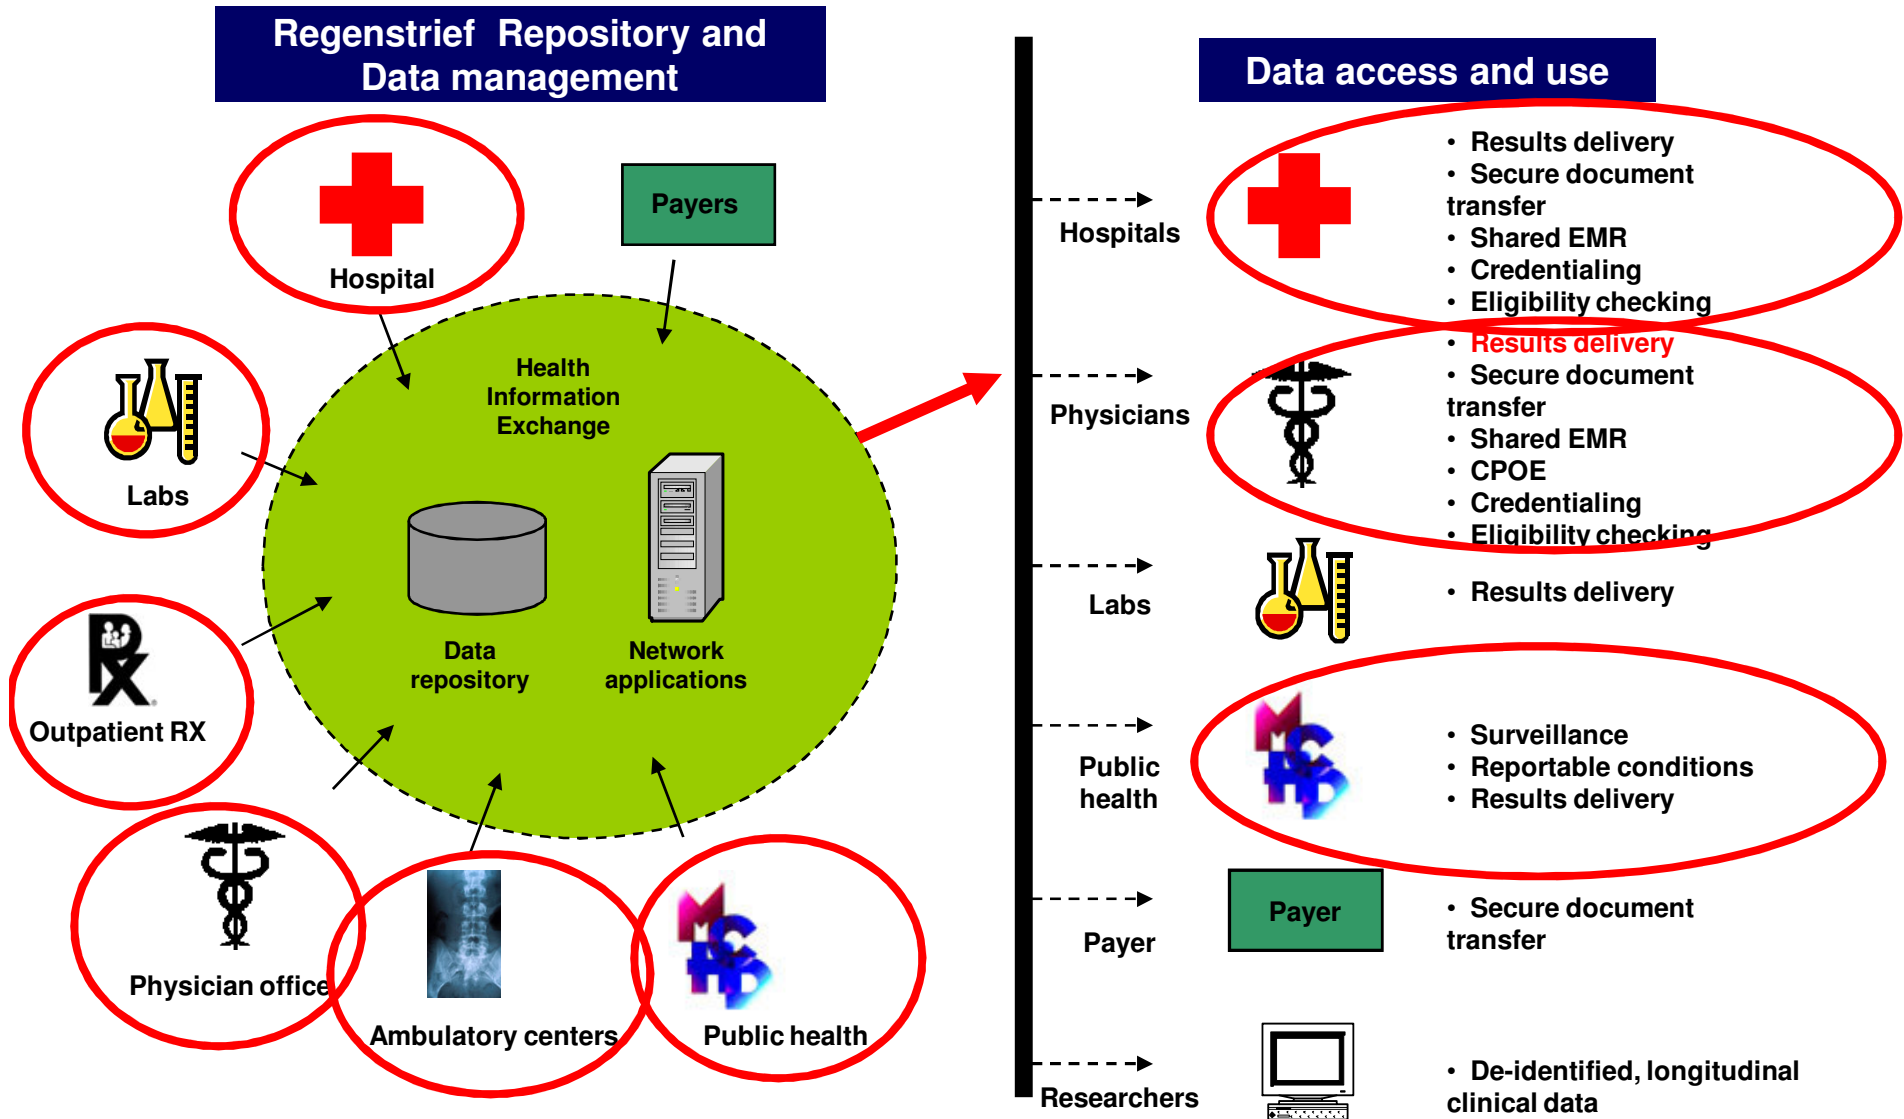 Regenstrief Repository and
Data management
Hospital
Payers
Labs
Health
Information
Exchange
Data
repository
Network
applications
Outpatient RX
Physician office
Ambulatory centers
Public health
Data access and use
Hospitals
• Results delivery
• Secure document
transfer
• Shared EMR
• Credentialing
• Eligibility checking
Physicians
• Results delivery
• Secure document
transfer
• Shared EMR
• CPOE
• Credentialing
• Eligibility checking
Labs
• Results delivery
Public
health
MCHD
• Surveillance
• Reportable conditions
• Results delivery
Payer
Payer
• Secure document
transfer
Researchers
• De-identified, longitudinal
clinical data
RX
MCHD